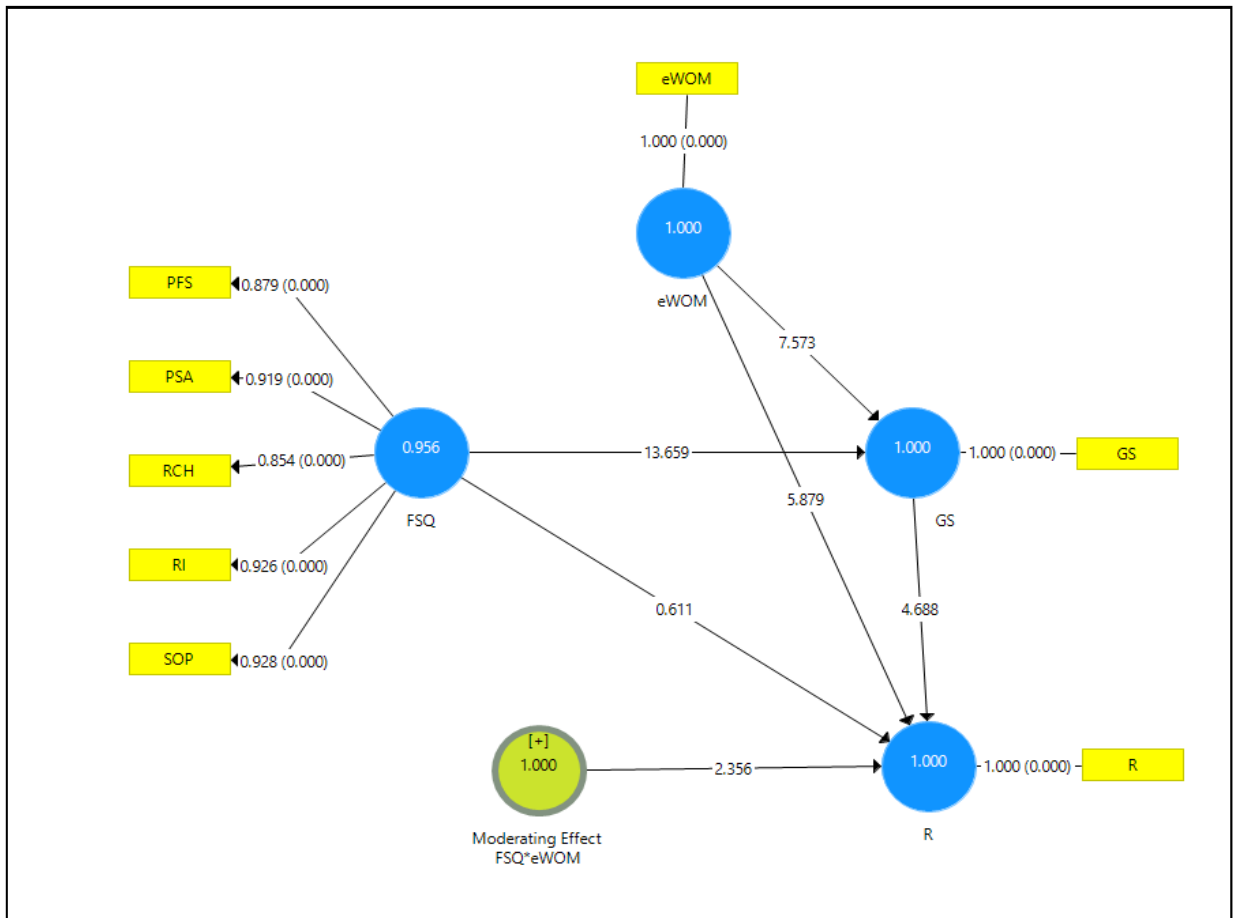 eWOM
1.000 (0.000)
1.000
eWOM
PFS
0.879 (0.000)
7.573
PSA
0.919 (0.000)
RCH
0.854 (0.000)
0.956
FSQ
13.659
1.000
GS
1.000 (0.000)
GS
5.879
RI
0.926 (0.000)
0.611
4.688
SOP
0.928 (0.000)
[+]
1.000
2.356
1.000
R
1.000 (0.000)
R
Moderating Effect
FSQ*eWOM